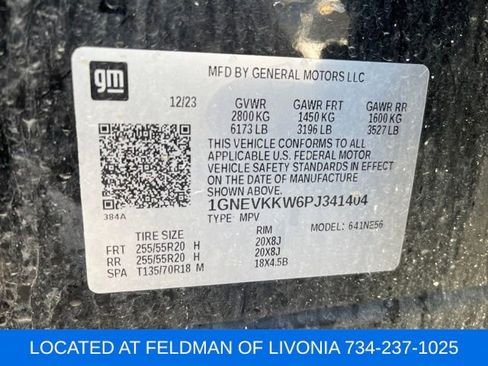 gm
MFD BY GENERAL MOTORS LLC
12/23 GVWR GAWR FRT GAWR RR
2800 KG 1450 KG 1600 KG
6173 LB 3196 LB 3527 LB
THIS VEHICLE CONFORMS TO ALL
APPLICABLE U.S. FEDERAL MOTOR
VEHICLE SAFETY STANDARDS IN EFFECT
ON THE DATE OF MANUFACTURE SHOWN ABOVE.
1GNEVKKW6PJ341404
384A TYPE: MPV MODEL: 641NE56
TIRE SIZE RIM
FRT 255/55R20 H 20X8J
RR 255/55R20 H 20X8J
SPA T135/70R18 M 18X4.5B
LOCATED AT FELDMAN OF LIVONIA 734-237-1025